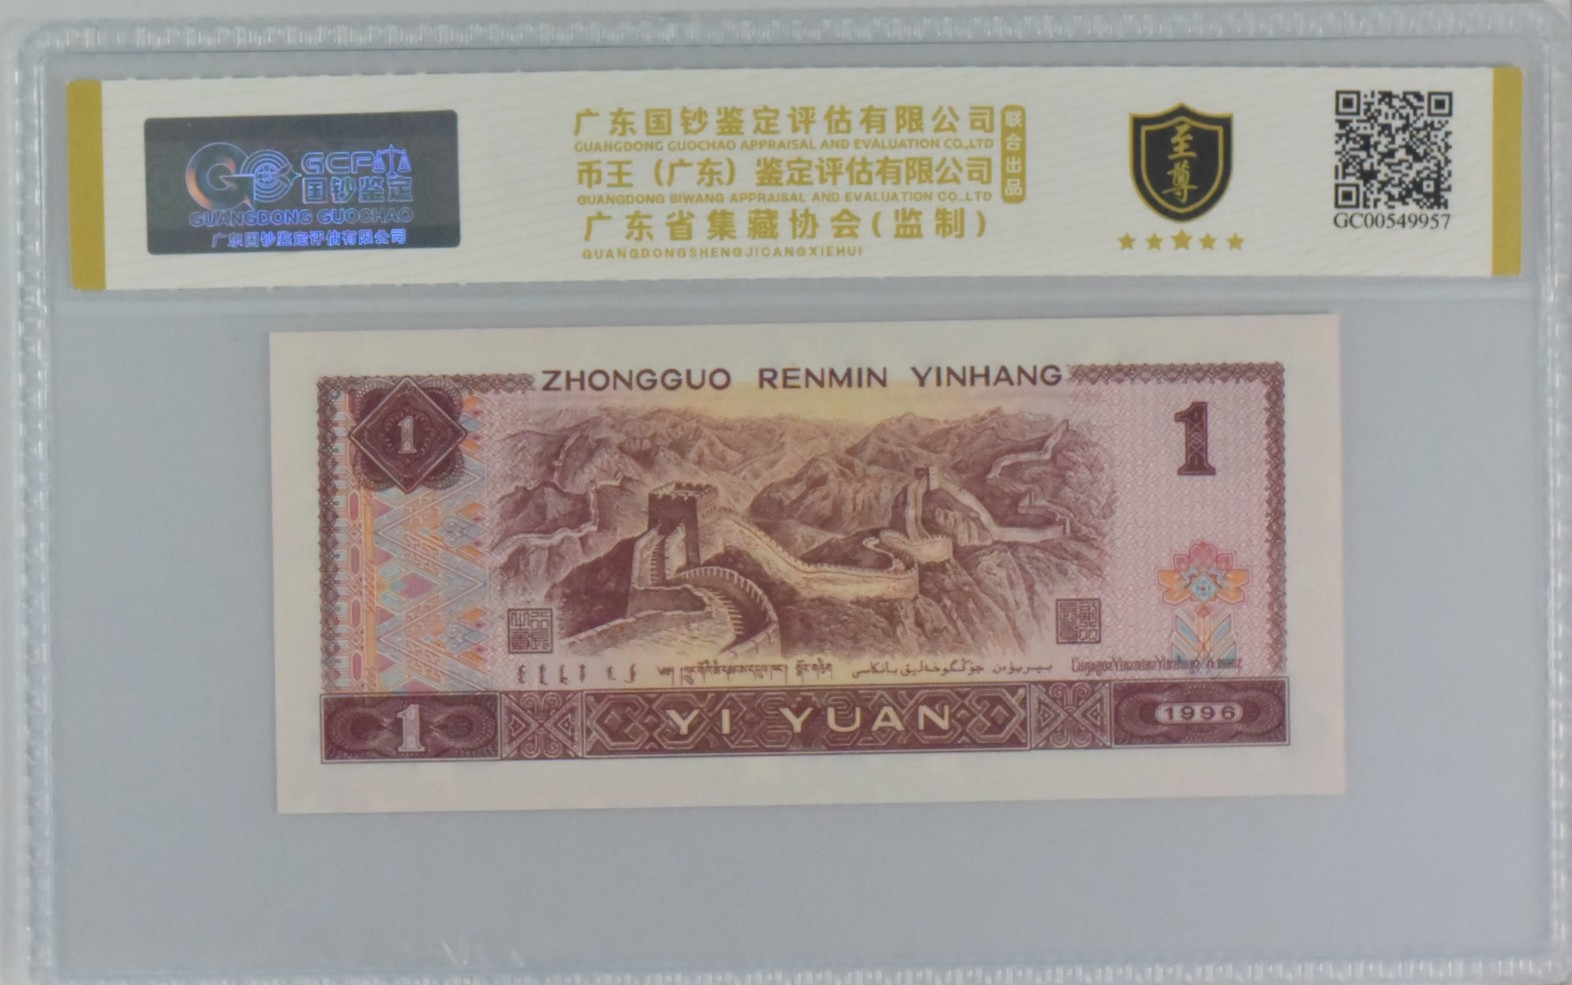 GCP
国钞鉴定
GUANGDONG GUOCHAO
广东国钞鉴定评估有限公司
广东国钞鉴定评估有限公司
GUANGDONG GUOCHAO APPRAISAL AND EVALUATION CO.,LTD
币王（广东）鉴定评估有限公司
GUANGDONG BIWANG APPRAISAL AND EVALUATION CO.,LTD
广东省集藏协会(监制)
GUANGDONGSHENGJICANGXIEHUI
联合出品
至尊
GC00549957
ZHONGGUO RENMIN YINHANG
1
1
1
YI YUAN
1996